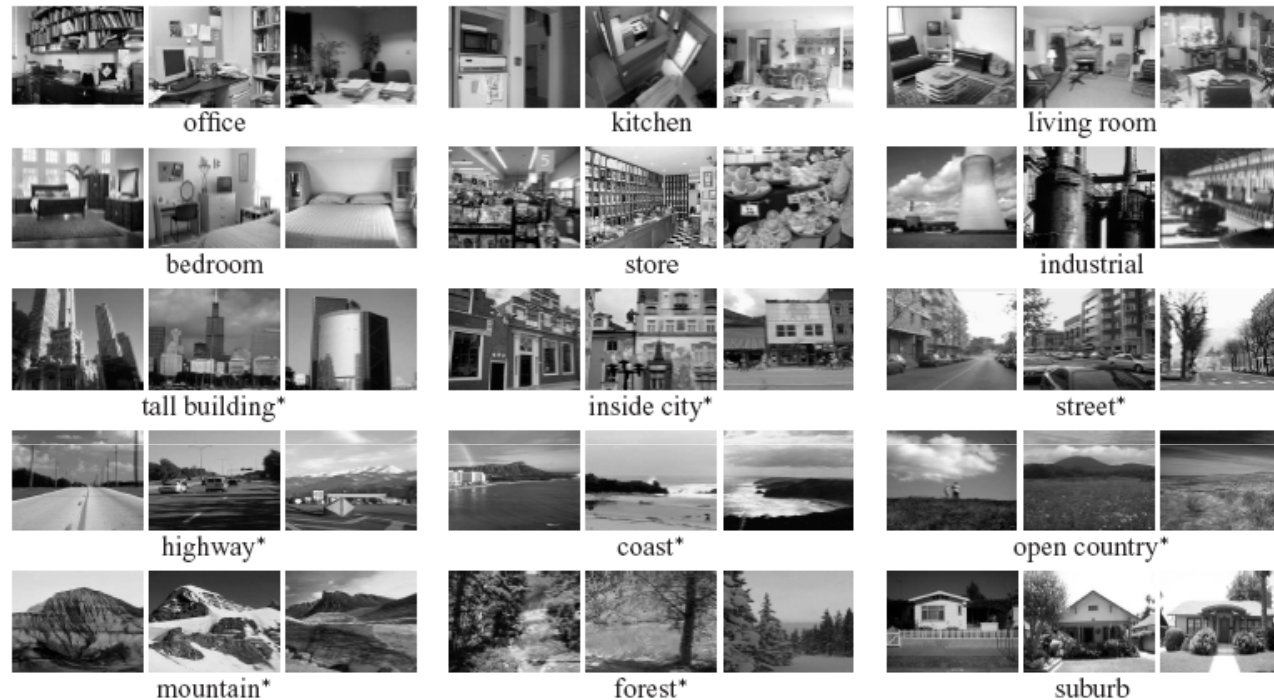 office
kitchen
living room
bedroom
5
store
industrial
tall building*
inside city*
street*
highway*
coast*
open country*
mountain*
forest*
suburb